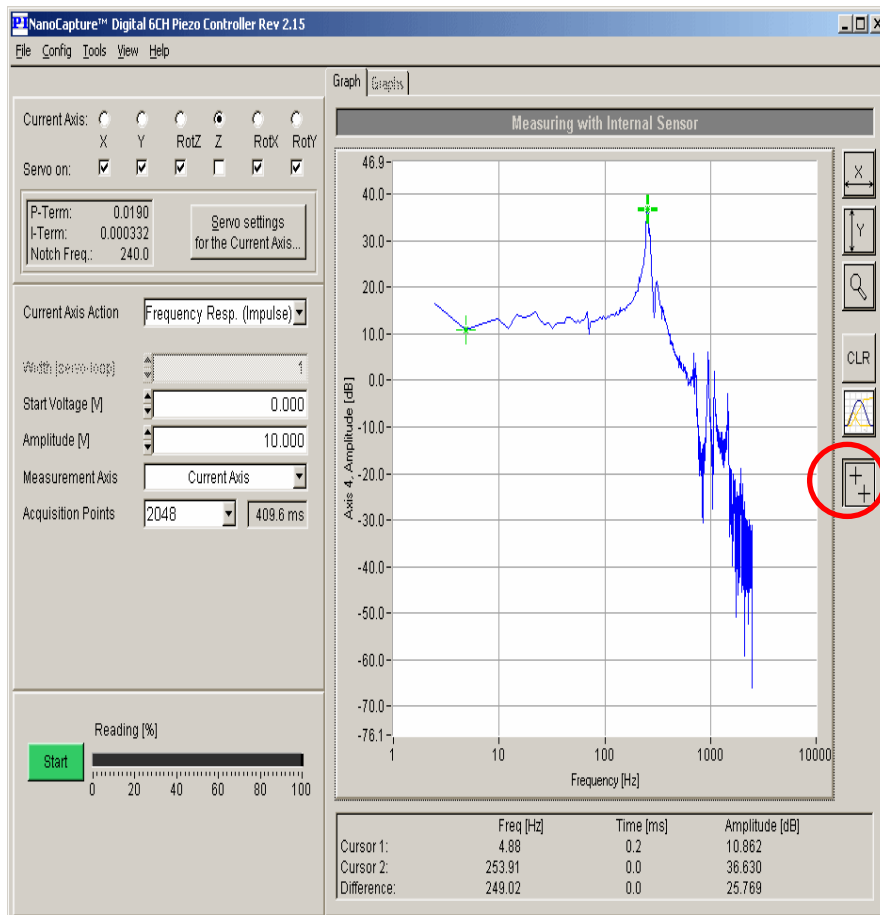 PI NanoCapture™ Digital 6CH Piezo Controller Rev 2.15
File Config Tools View Help
Graph Graphs
Current Axis:
X Y RotZ Z RotX RotY
Servo on:
P-Term: 0.0190
I-Term: 0.000332
Notch Freq.: 240.0
Servo settings
for the Current Axis...
Current Axis Action Frequency Resp. (Impulse)
Width [servo-loop] 1
Start Voltage [V] 0.000
Amplitude [V] 10.000
Measurement Axis Current Axis
Acquisition Points 2048 409.6 ms
Reading [%]
Start
0 20 40 60 80 100
Measuring with Internal Sensor
Axis 4, Amplitude [dB]
46.9
40.0
30.0
20.0
10.0
0.0
-10.0
-20.0
-30.0
-40.0
-50.0
-60.0
-70.0
-76.1
1 10 100 1000 10000
Frequency [Hz]
X
Y
CLR
Freq [Hz] Time [ms] Amplitude [dB]
Cursor 1: 4.88 0.2 10.862
Cursor 2: 253.91 0.0 36.630
Difference: 249.02 0.0 25.769